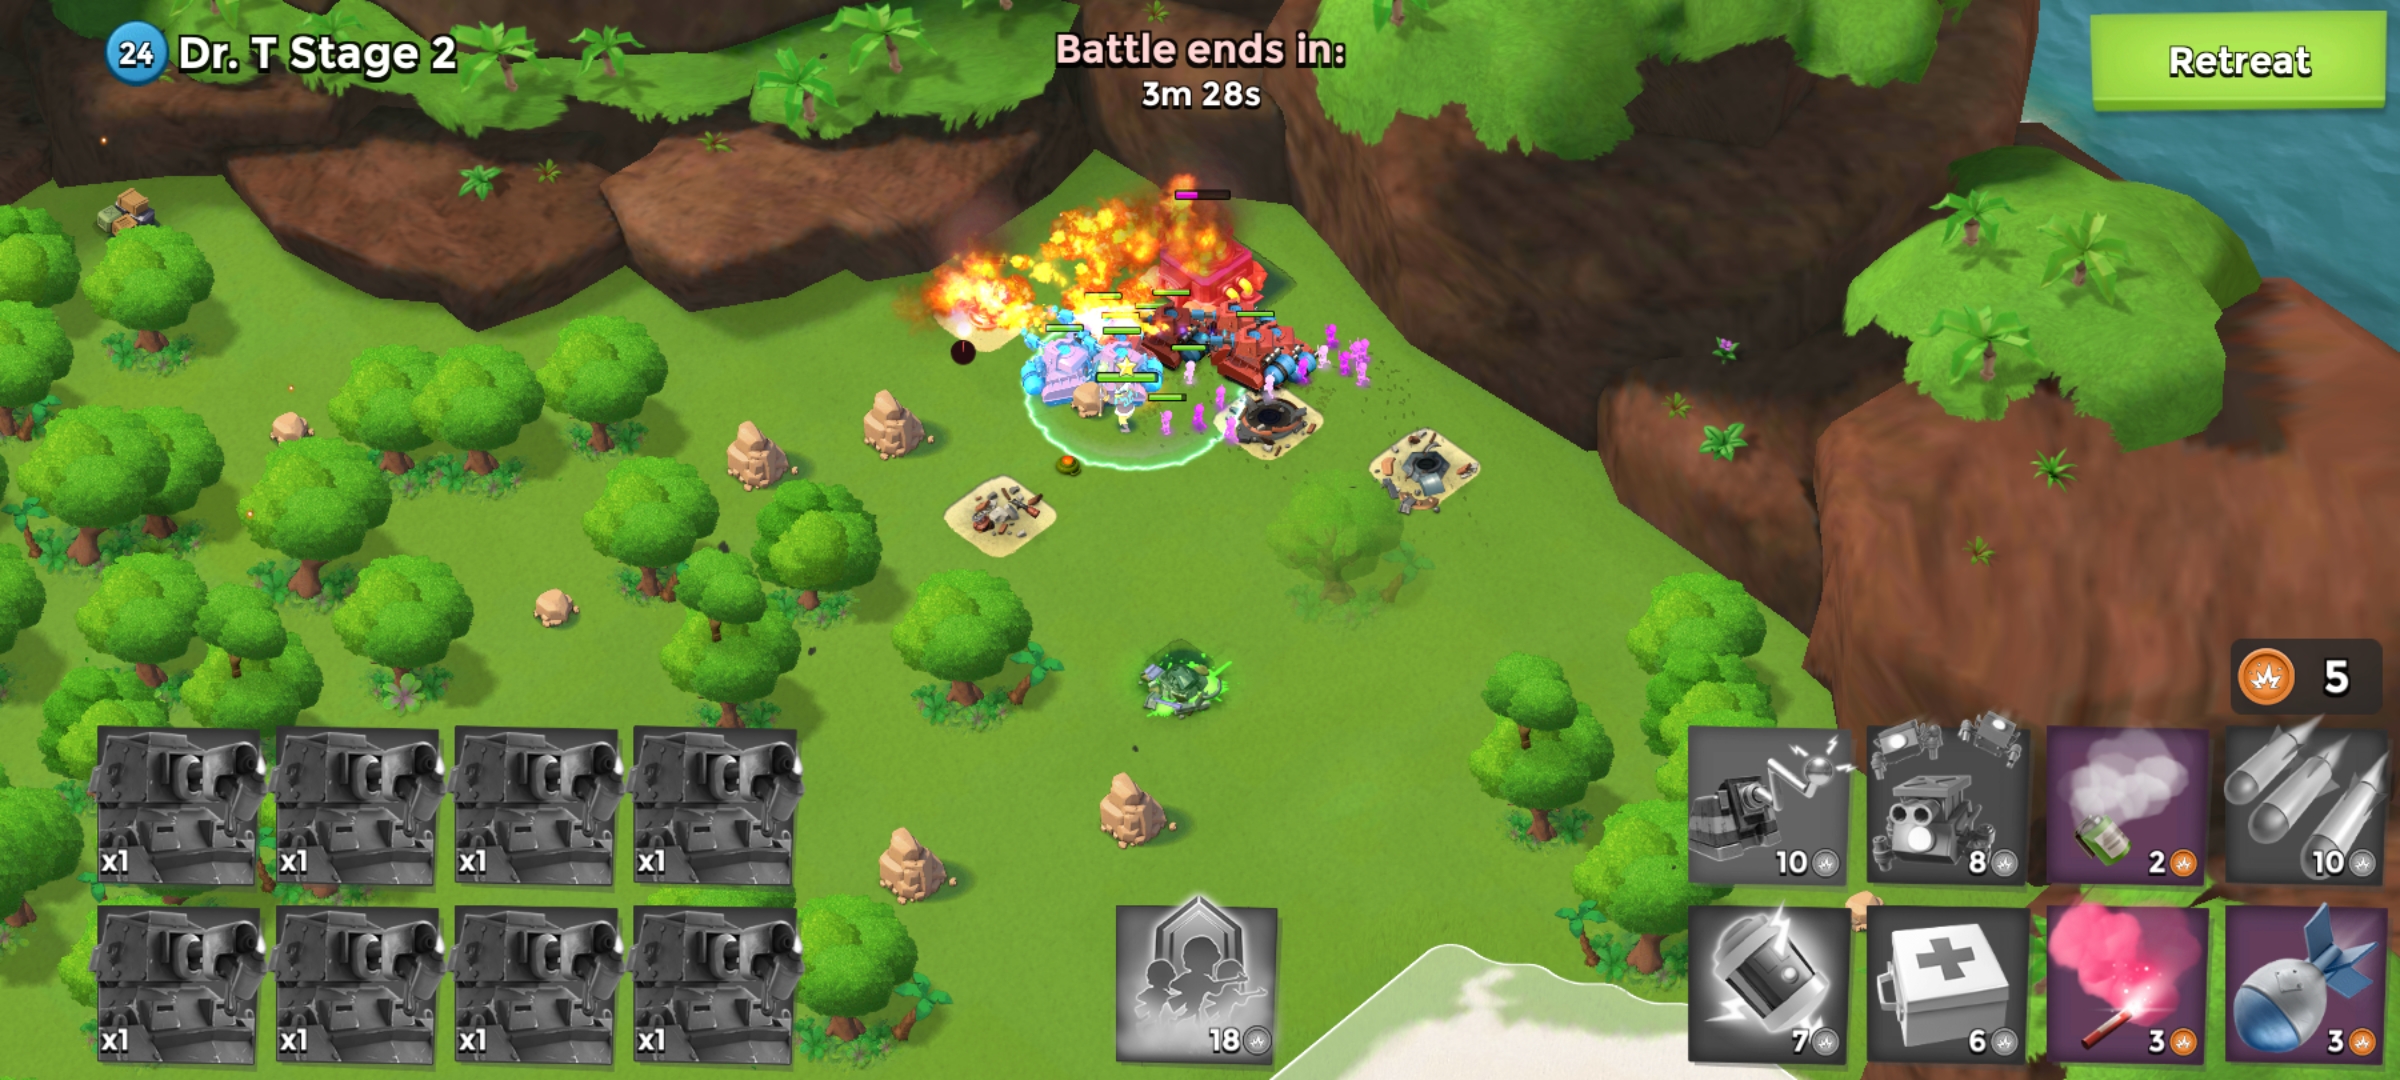 24 Dr. T Stage 2
Battle ends in:
3m 28s
Retreat
5
x1 x1 x1 x1
10 8 2 10
x1 x1 x1 x1
18
7 6 3 3